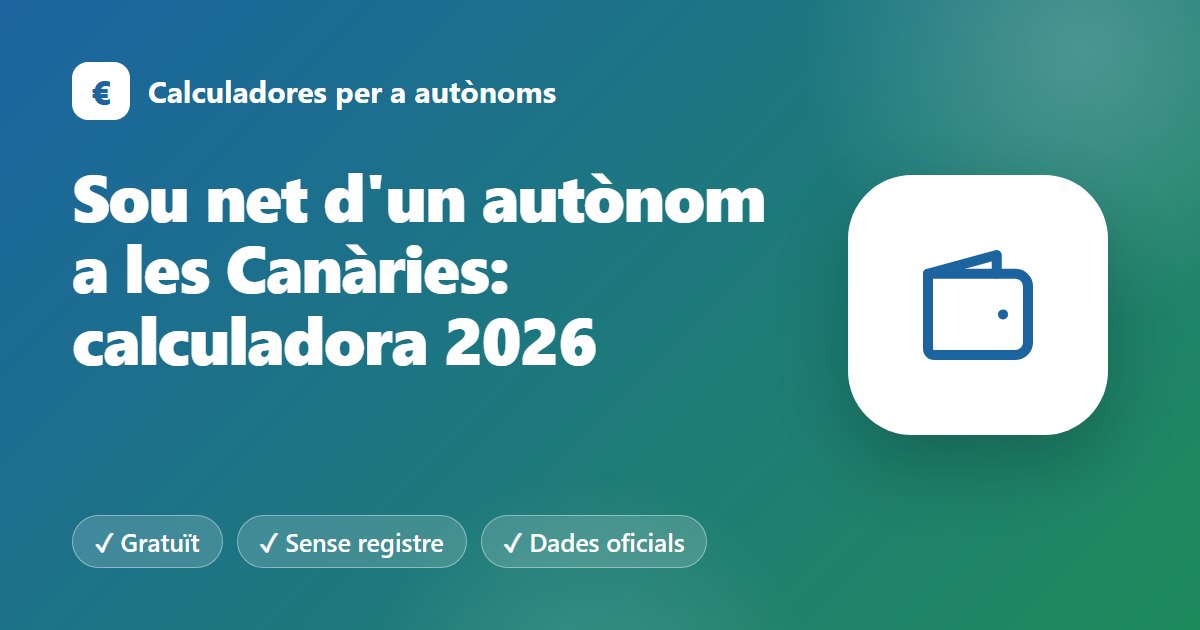 €
Calculadores per a autònoms
Sou net d'un autònom
a les Canàries:
calculadora 2026
✓ Gratuït
✓ Sense registre
✓ Dades oficials